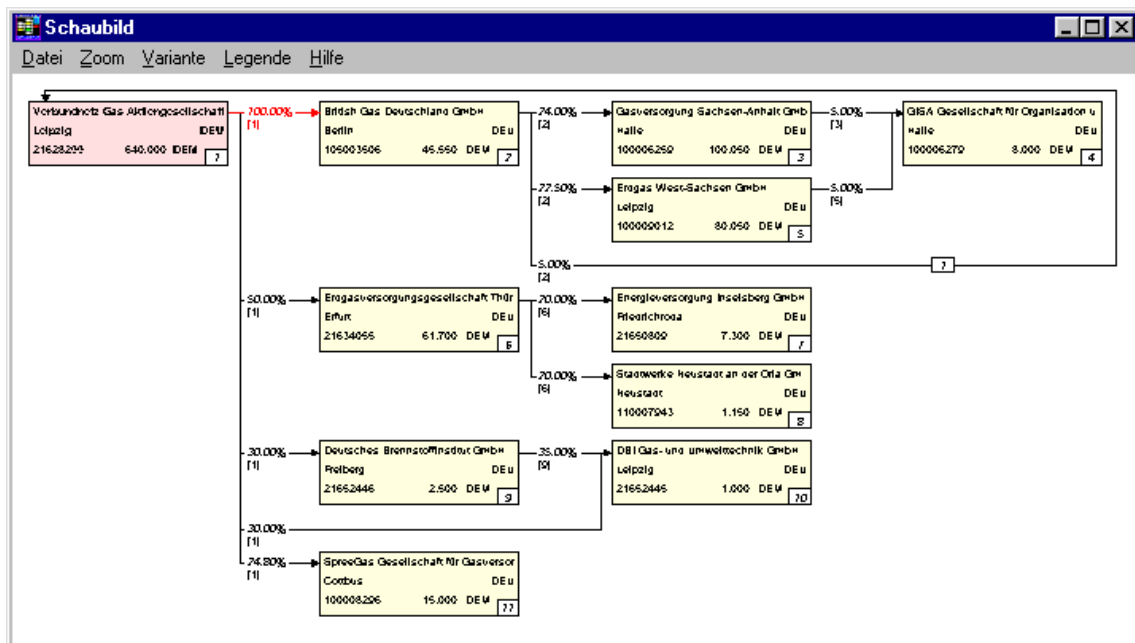 Schaubild
Datei Zoom Variante Legende Hilfe
Verbundnetz Gas Aktiengesellschaft
Leipzig DEU
21628299 640.000 DEM 1
100.00%
[1]
British Gas Deutschland GmbH
Berlin DEU
105003506 45.550 DEM 2
74.00%
[2]
Gasversorgung Sachsen-Anhalt GmbH
Halle DEU
100006259 100.050 DEM 3
5.00%
[3]
GISA Gesellschaft für Organisation u
Halle DEU
100006279 8.000 DEM 4
[2]
Erdgas West-Sachsen GmbH
Leipzig DEU
100009012 80.050 DEM 5
5.00%
[5]
5.00%
[2]
1
50.00%
[1]
Erdgasversorgungsgesellschaft Thür
Erfurt DEU
21634055 61.700 DEM 6
20.00%
[6]
Energieversorgung Inselsberg GmbH
Friedrichroda DEU
21650809 7.300 DEM 7
20.00%
[6]
Stadtwerke Neustadt an der Orla Gm
Neustadt DEU
110007943 1.150 DEM 8
30.00%
[1]
Deutsches Brennstoffinstitut GmbH
Freiberg DEU
21652446 2.500 DEM 9
35.00%
[9]
DBI Gas- und Umwelttechnik GmbH
Leipzig DEU
1.000 DEM 10
30.00%
[1]
24.80%
[1]
SpreeGas Gesellschaft für Gasversor
Cottbus DEU
100008296 15.000 DEM 11